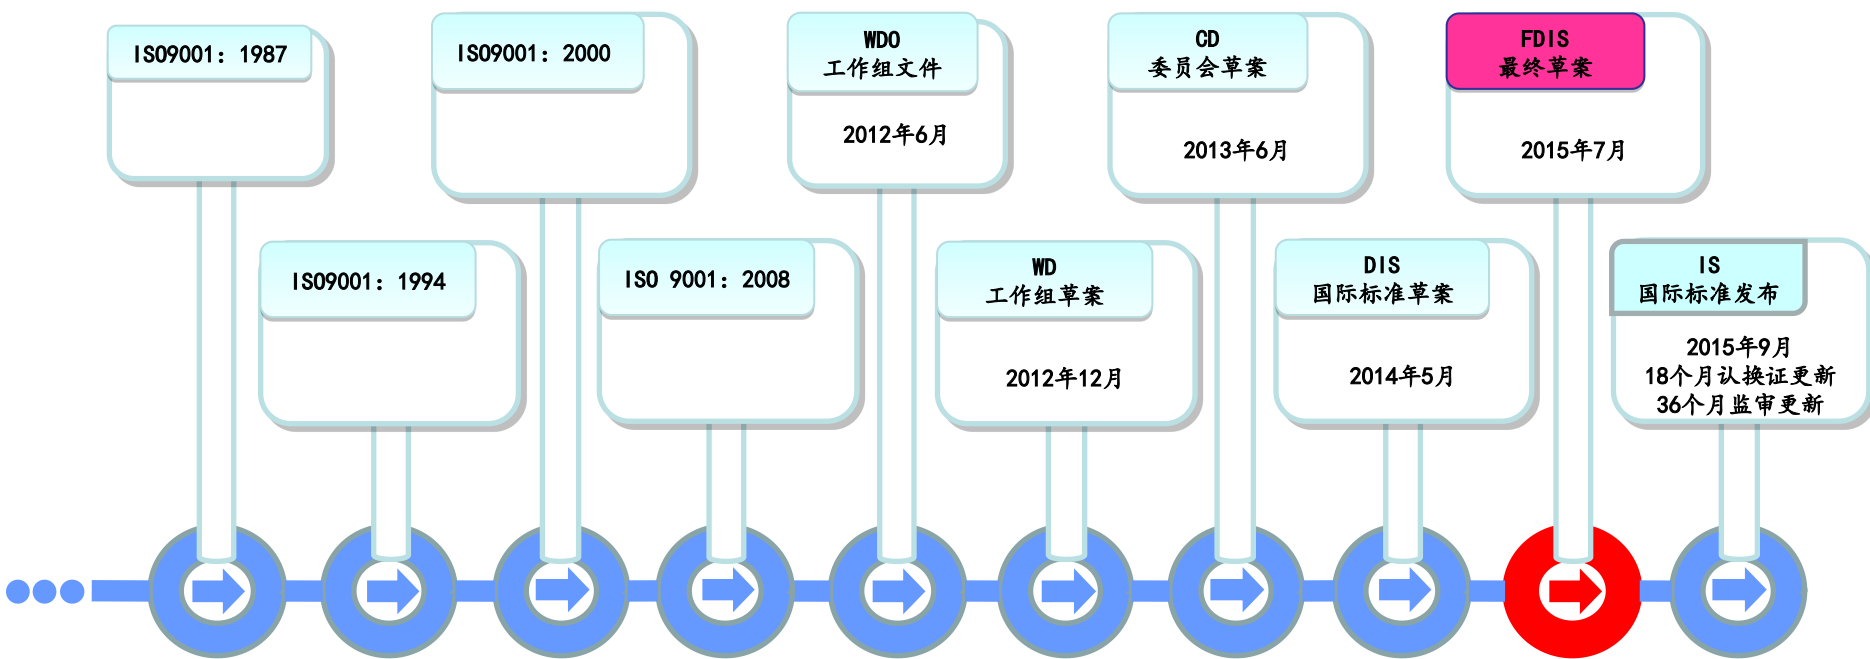 ISO9001：1987
ISO9001：1994
ISO9001：2000
ISO 9001：2008
WD0
工作组文件
2012年6月
WD
工作组草案
2012年12月
CD
委员会草案
2013年6月
DIS
国际标准草案
2014年5月
FDIS
最终草案
2015年7月
IS
国际标准发布
2015年9月
18个月认换证更新
36个月监审更新